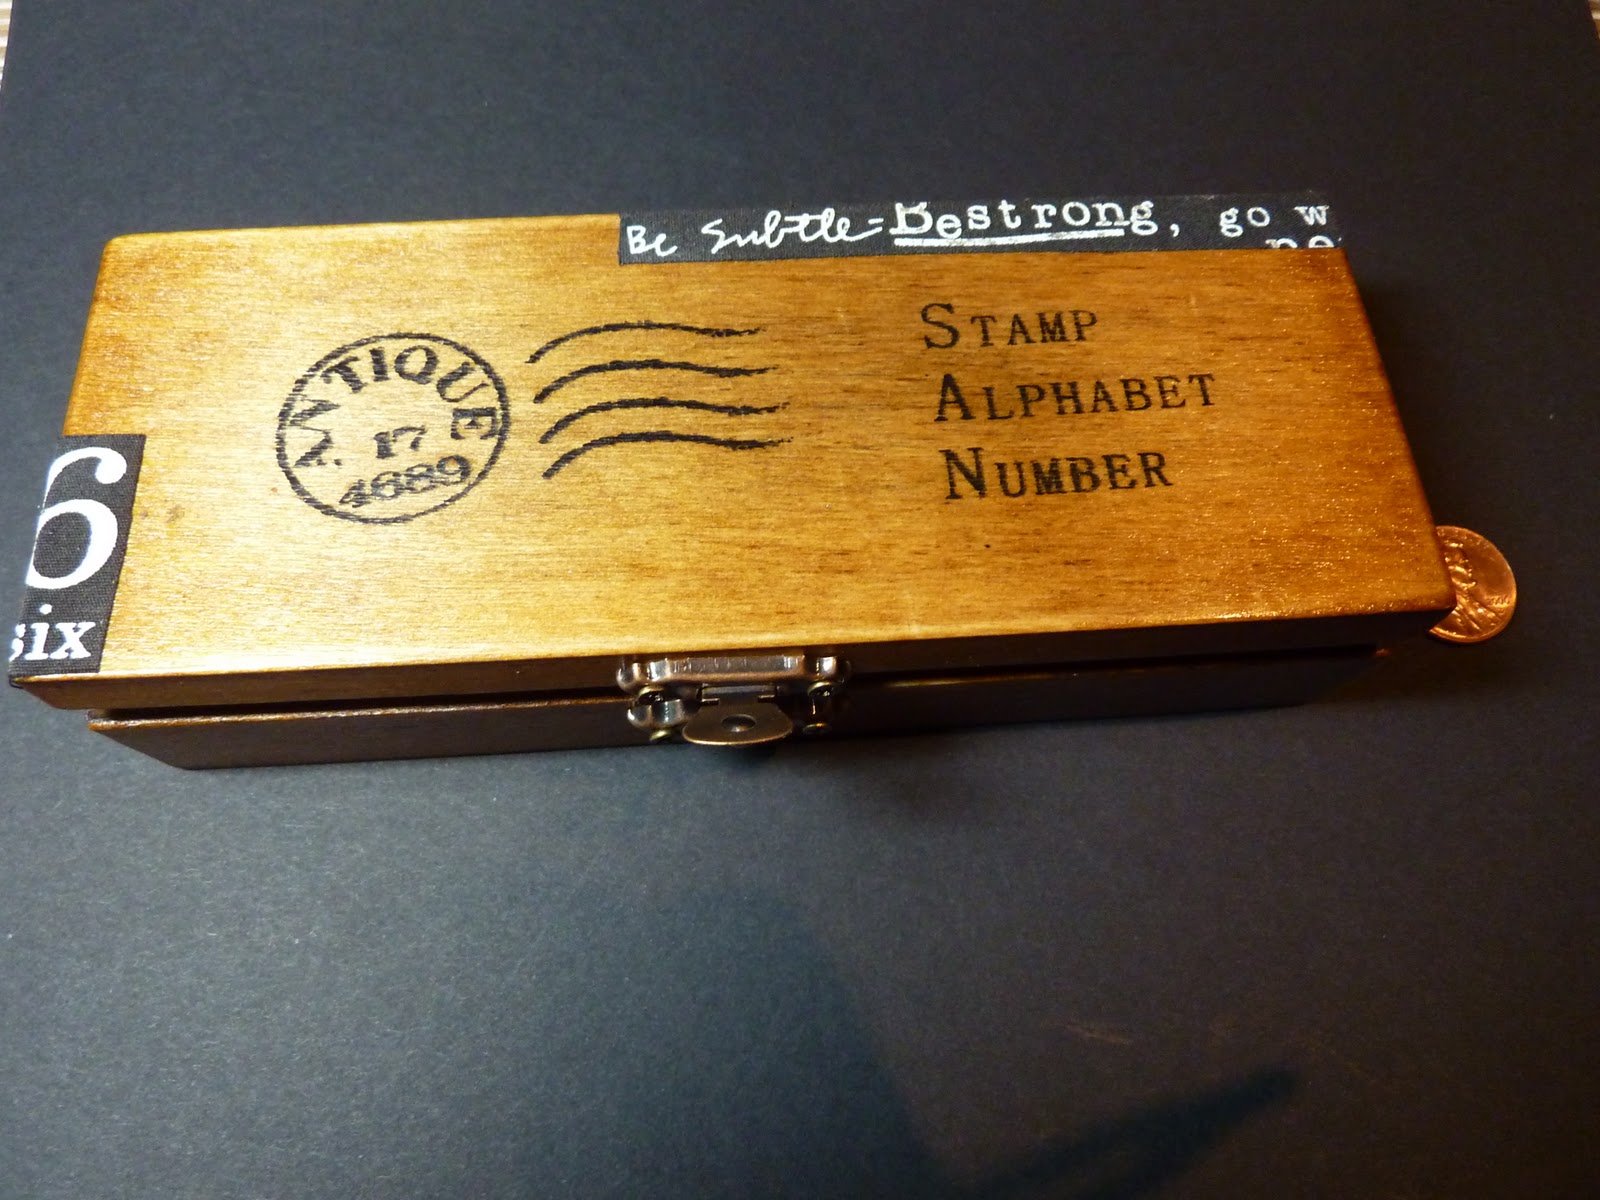 Be Subtle - Bestrong, go w
ANTIQUE
17
4689
STAMP
ALPHABET
NUMBER
6
six